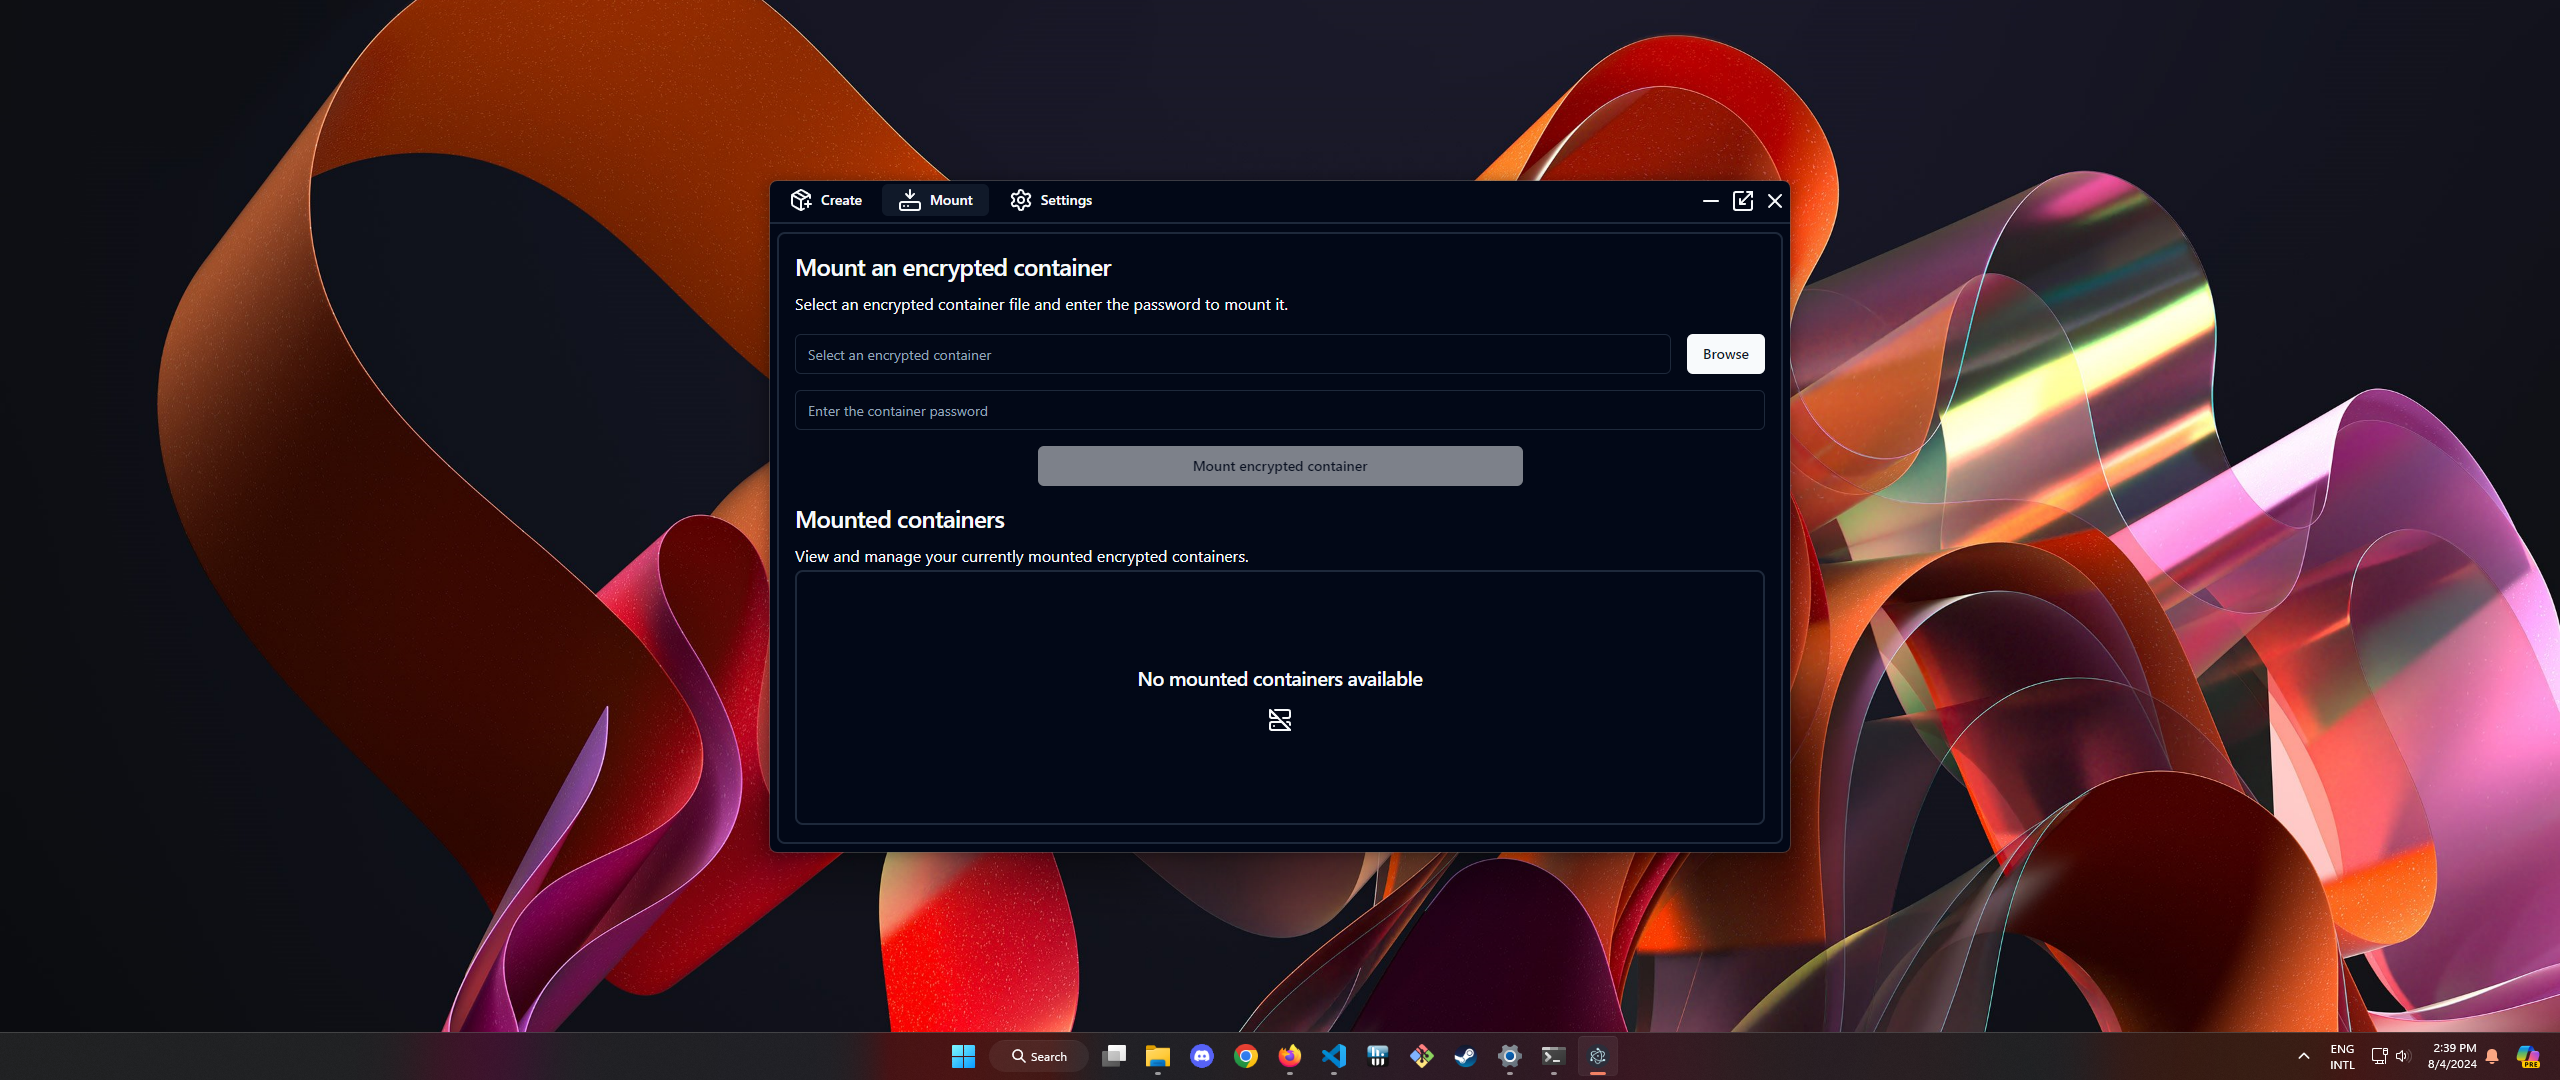 Create
Mount
Settings
Mount an encrypted container
Select an encrypted container file and enter the password to mount it.
Select an encrypted container
Browse
Enter the container password
Mount encrypted container
Mounted containers
View and manage your currently mounted encrypted containers.
No mounted containers available
Search
ENG
INTL
2:39 PM
8/4/2024
PRE